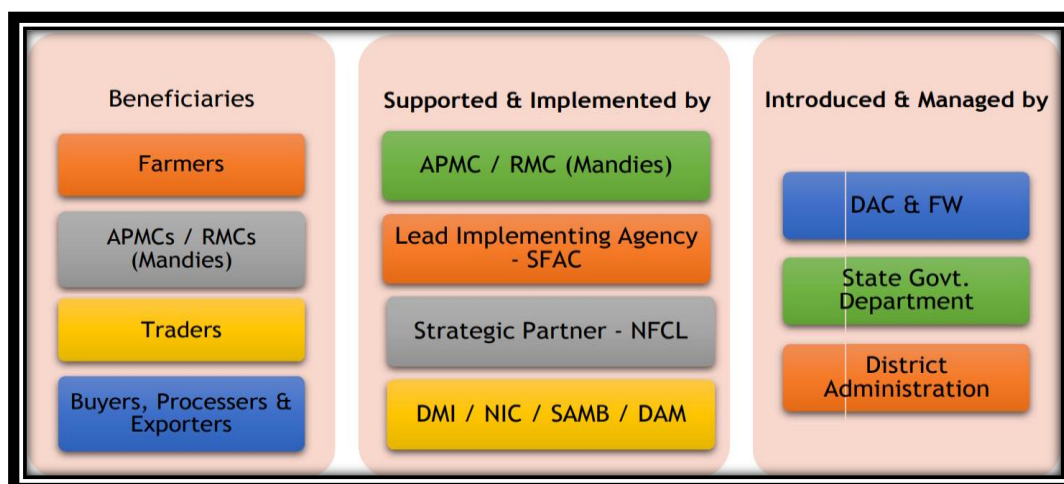 Beneficiaries
Farmers
APMCs / RMCs
(Mandies)
Traders
Buyers, Processers &
Exporters
Supported & Implemented by
APMC / RMC (Mandies)
Lead Implementing Agency
- SFAC
Strategic Partner - NFCL
DMI / NIC / SAMB / DAM
Introduced & Managed by
DAC & FW
State Govt.
Department
District
Administration